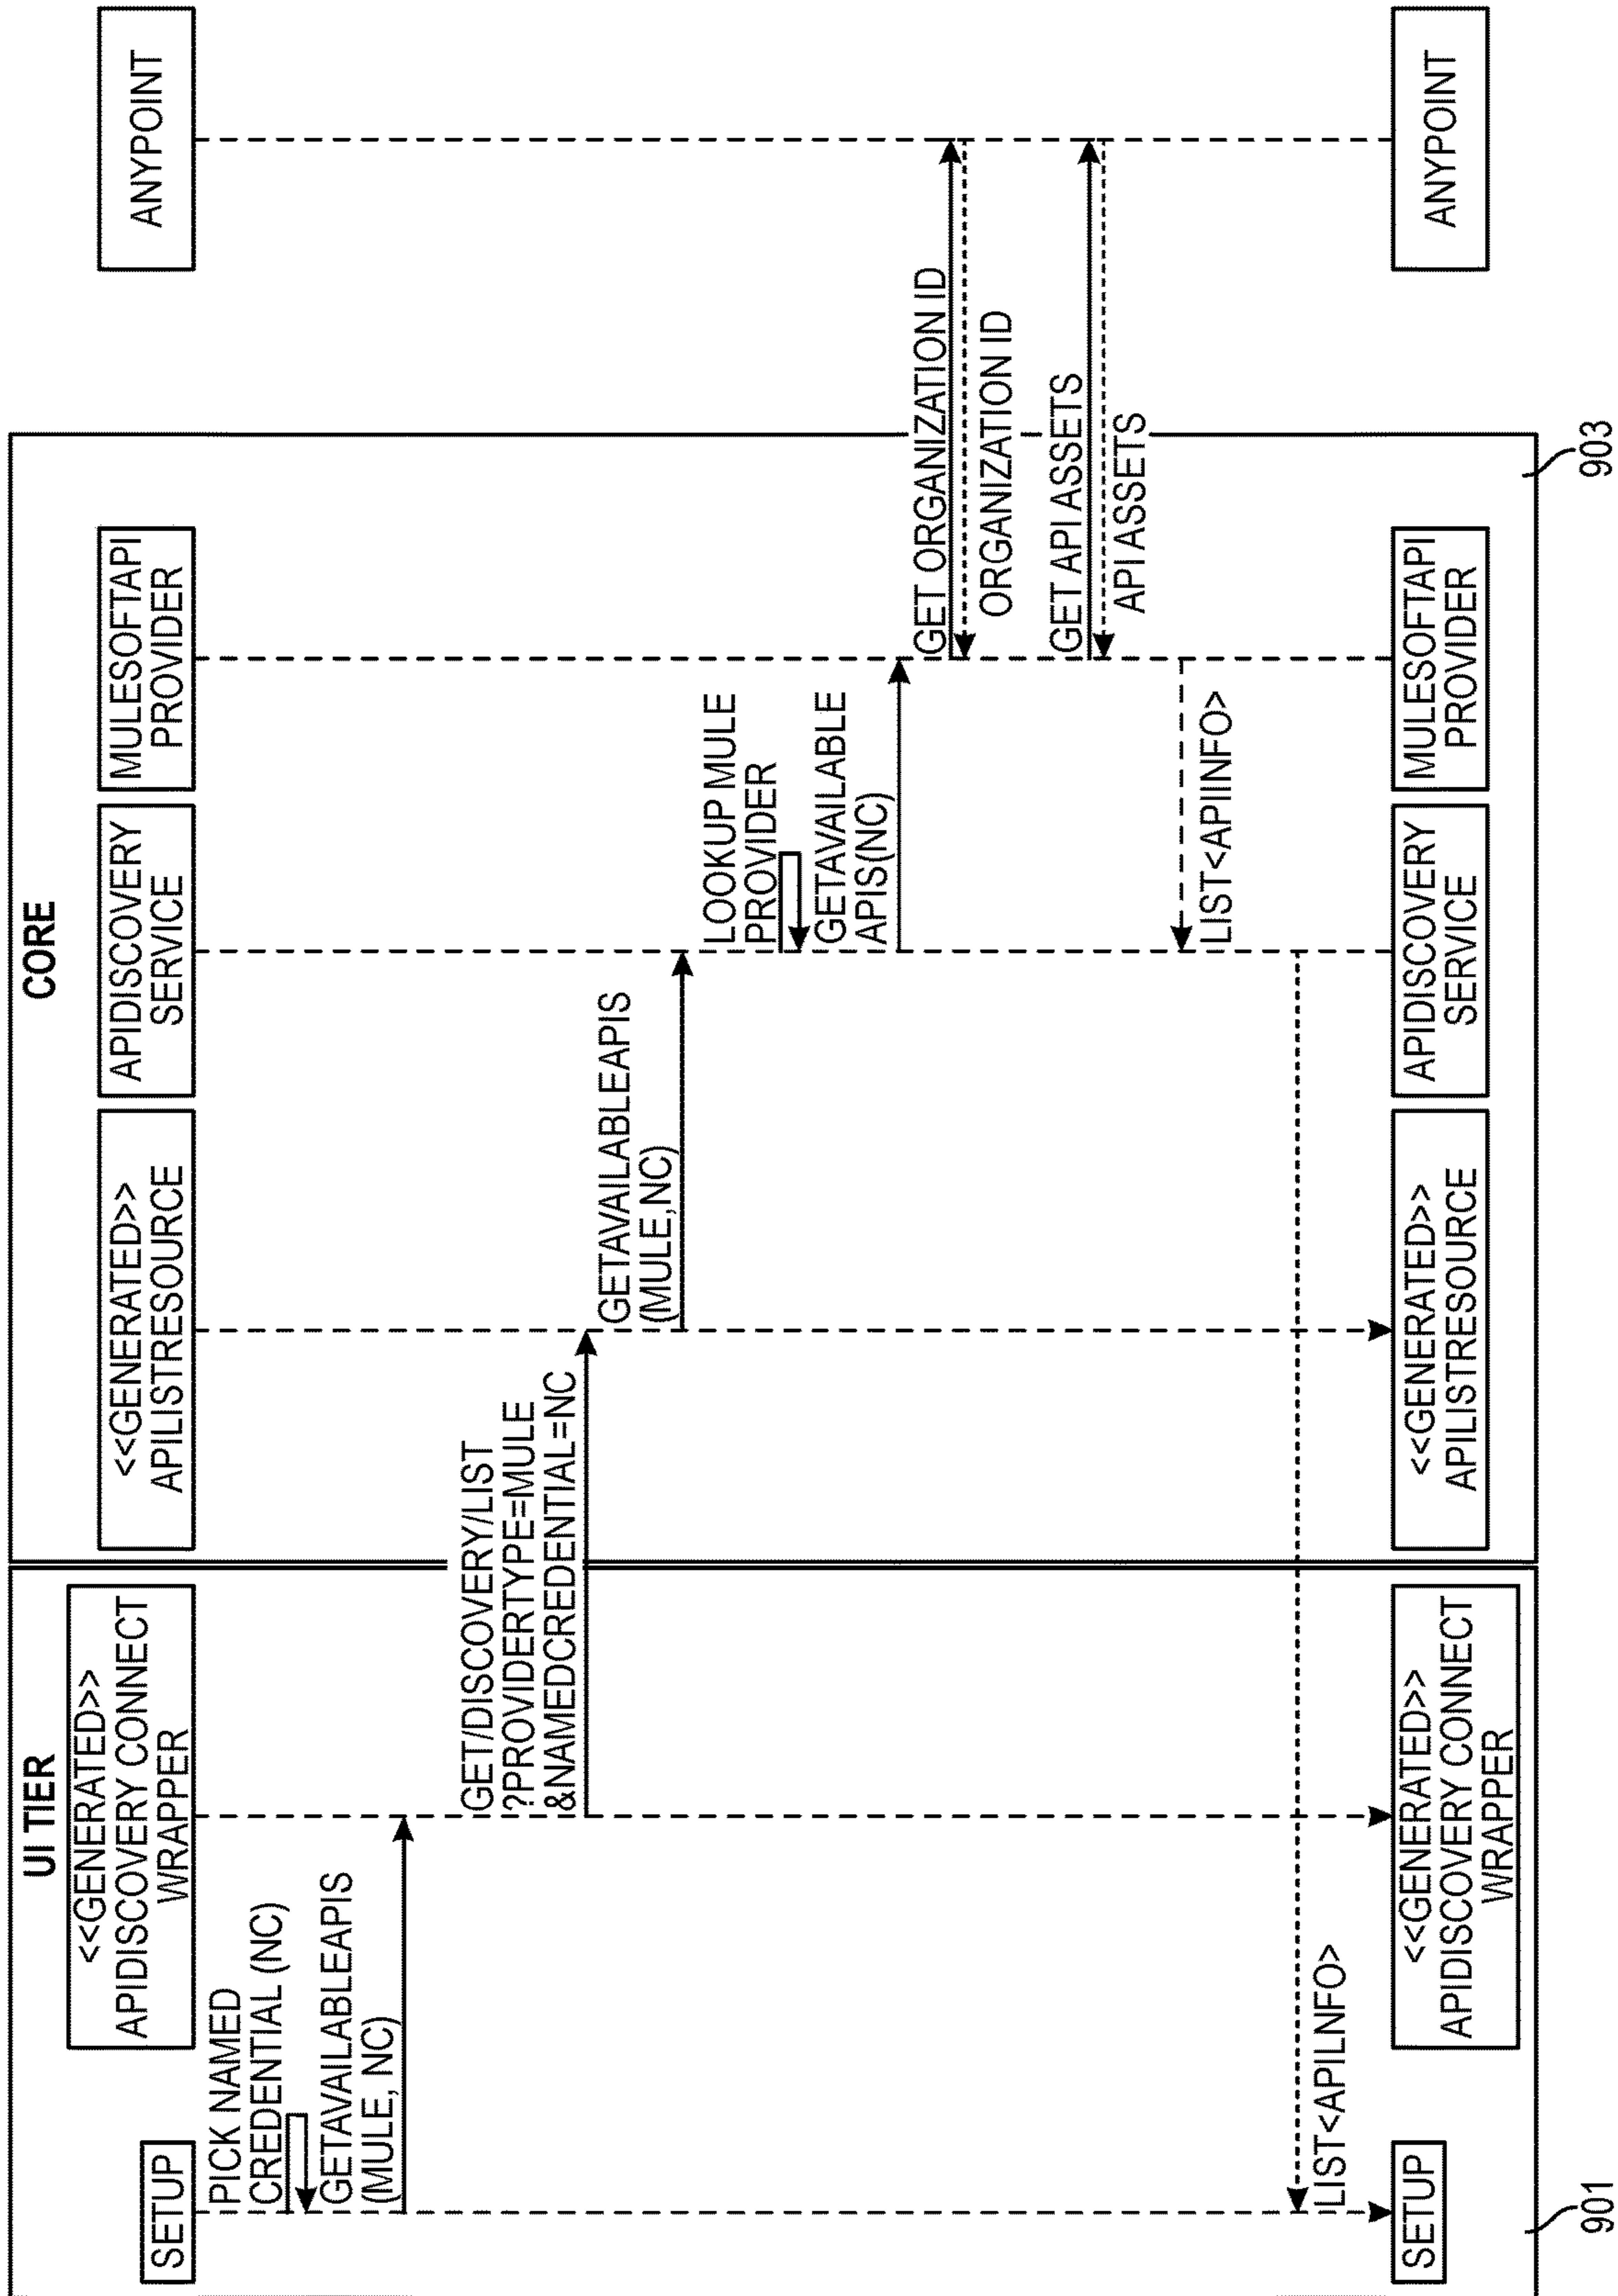 UI TIER
CORE
SETUP
<<GENERATED>>
APIDISCOVERY CONNECT
WRAPPER
<<GENERATED>>
APILISTRESOURCE
APIDISCOVERY
SERVICE
MULESOFTAPI
PROVIDER
ANYPOINT
PICK NAMED
CREDENTIAL (NC)
GETAVAILABLEAPIS
(MULE, NC)
GET/DISCOVERY/LIST
?PROVIDERTYPE=MULE
&NAMEDCREDENTIAL=NC
GETAVAILABLEAPIS
(MULE,NC)
LOOKUP MULE
PROVIDER
GETAVAILABLE
APIS(NC)
GET ORGANIZATION ID
ORGANIZATION ID
GET API ASSETS
API ASSETS
LIST<APIINFO>
LIST<APILNFO>
SETUP
<<GENERATED>>
APIDISCOVERY CONNECT
WRAPPER
<<GENERATED>>
APILISTRESOURCE
APIDISCOVERY
SERVICE
MULESOFTAPI
PROVIDER
ANYPOINT
901
903